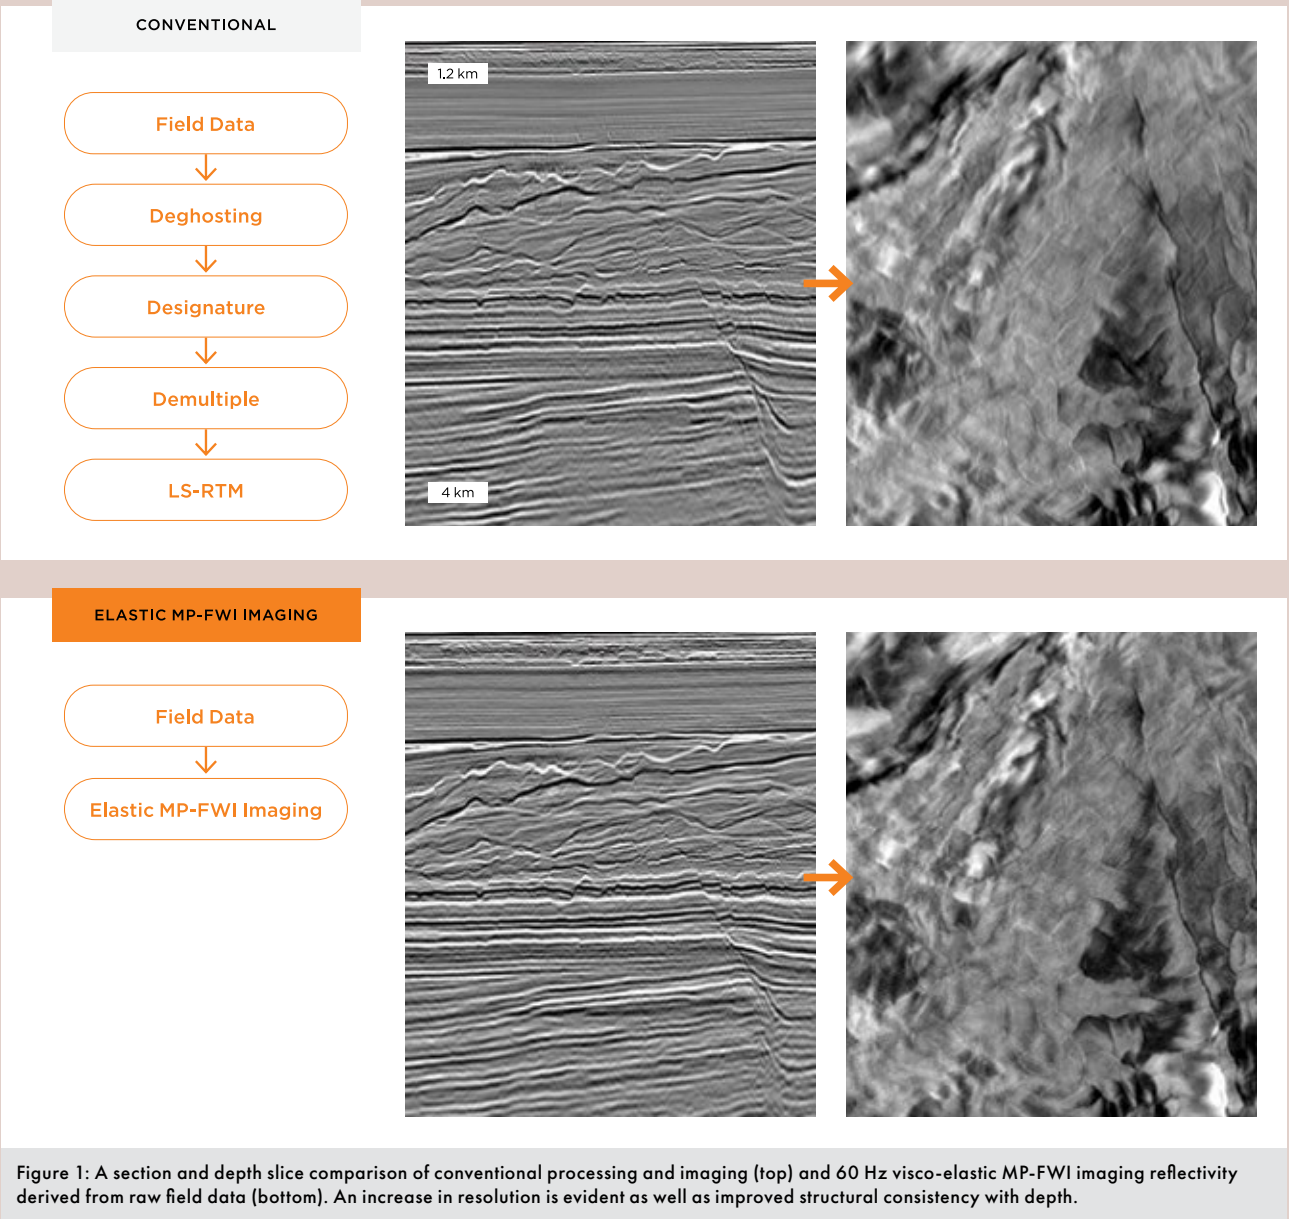 CONVENTIONAL
Field Data
Deghosting
Designature
Demultiple
LS-RTM
1.2 km
4 km
ELASTIC MP-FWI IMAGING
Field Data
Elastic MP-FWI Imaging
Figure 1: A section and depth slice comparison of conventional processing and imaging (top) and 60 Hz visco-elastic MP-FWI imaging reflectivity
derived from raw field data (bottom). An increase in resolution is evident as well as improved structural consistency with depth.